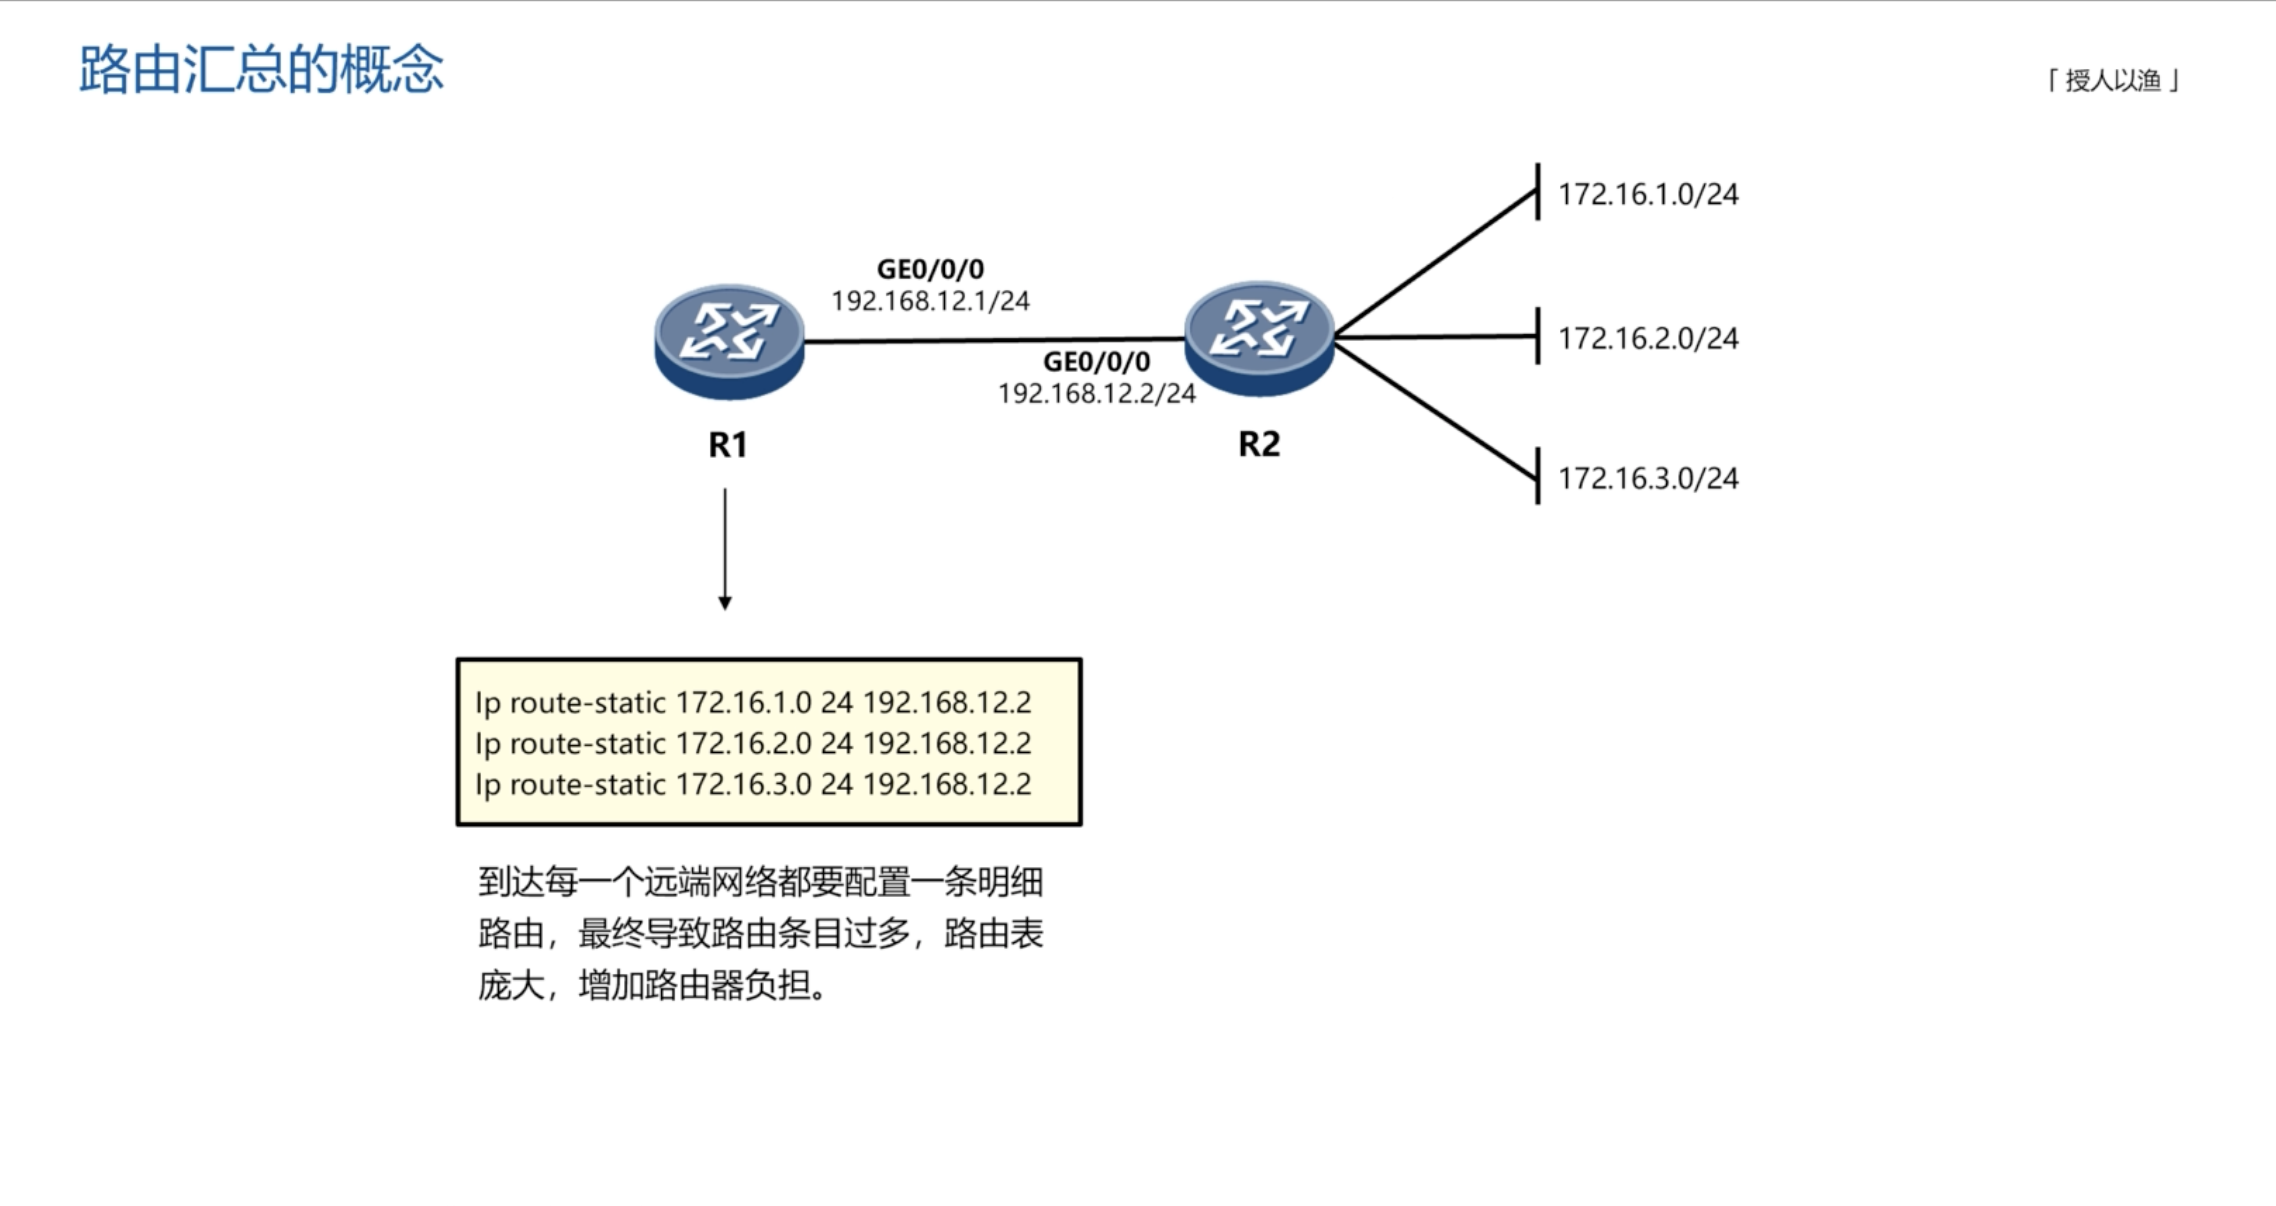 路由汇总的概念
「 授人以渔 」
172.16.1.0/24
GE0/0/0
192.168.12.1/24
172.16.2.0/24
GE0/0/0
192.168.12.2/24
R1
R2
172.16.3.0/24
Ip route-static 172.16.1.0 24 192.168.12.2
Ip route-static 172.16.2.0 24 192.168.12.2
Ip route-static 172.16.3.0 24 192.168.12.2
到达每一个远端网络都要配置一条明细
路由，最终导致路由条目过多，路由表
庞大，增加路由器负担。